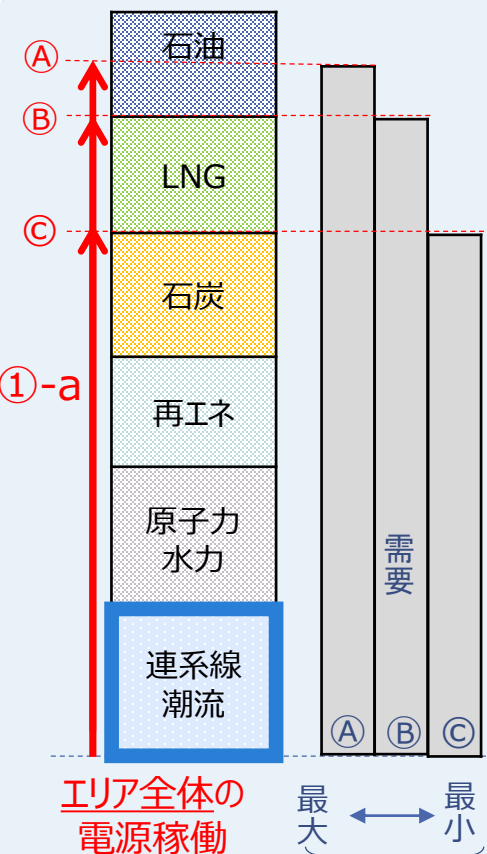 Ⓐ
石油
Ⓑ
LNG
Ⓒ
石炭
①-a
再エネ
原子力
水力
需要
連系線
潮流
Ⓐ Ⓑ Ⓒ
エリア全体の
電源稼働
最大
最小